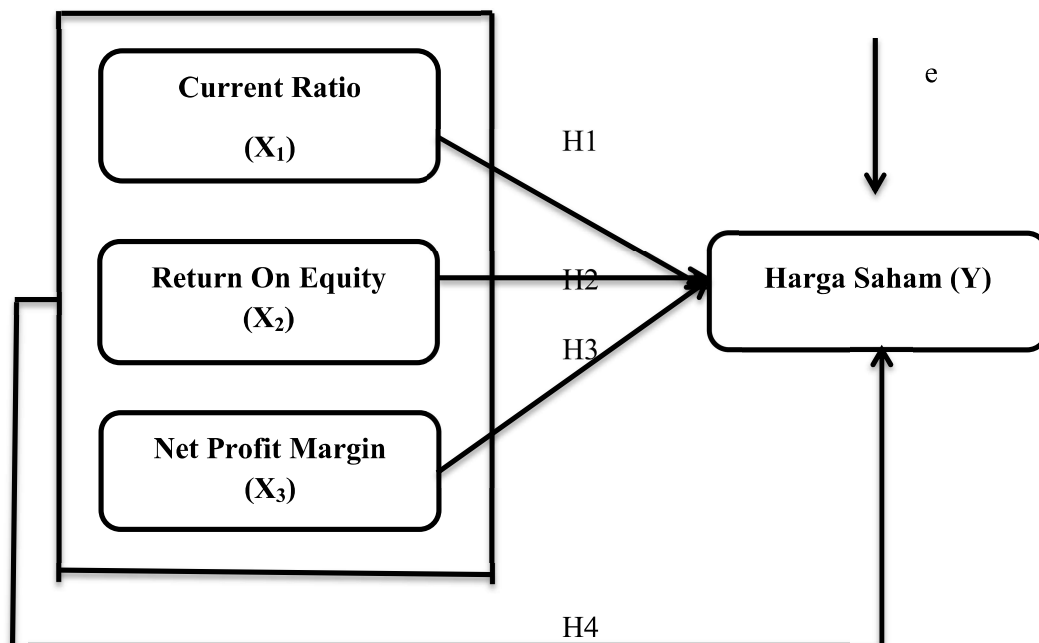 Current Ratio
(X₁)
e
H1
Return On Equity
(X₂)
H2
Harga Saham (Y)
H3
Net Profit Margin
(X₃)
H4